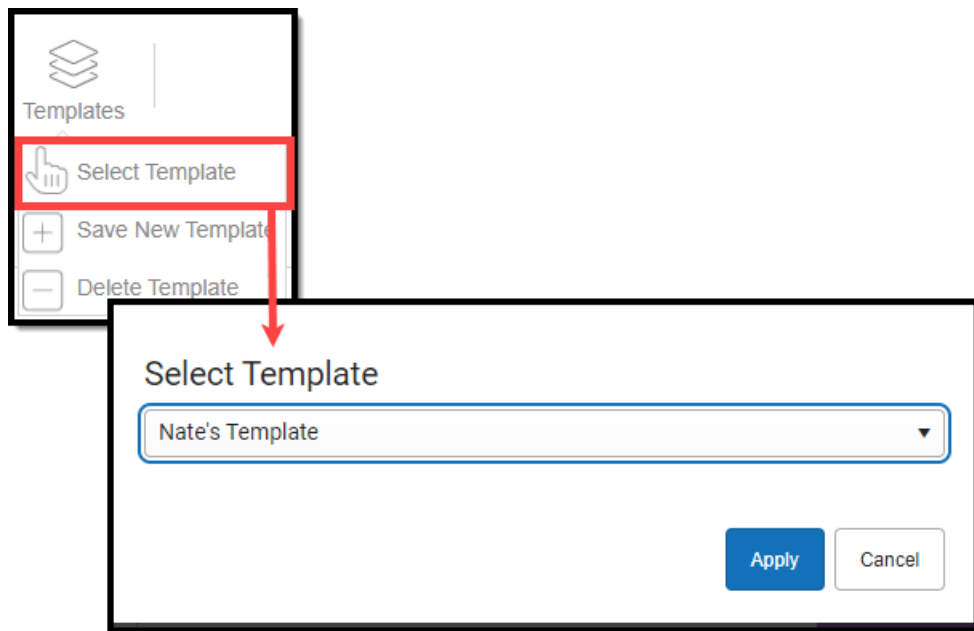 Templates
Select Template
Save New Template
Delete Template
Select Template
Nate's Template
Apply Cancel